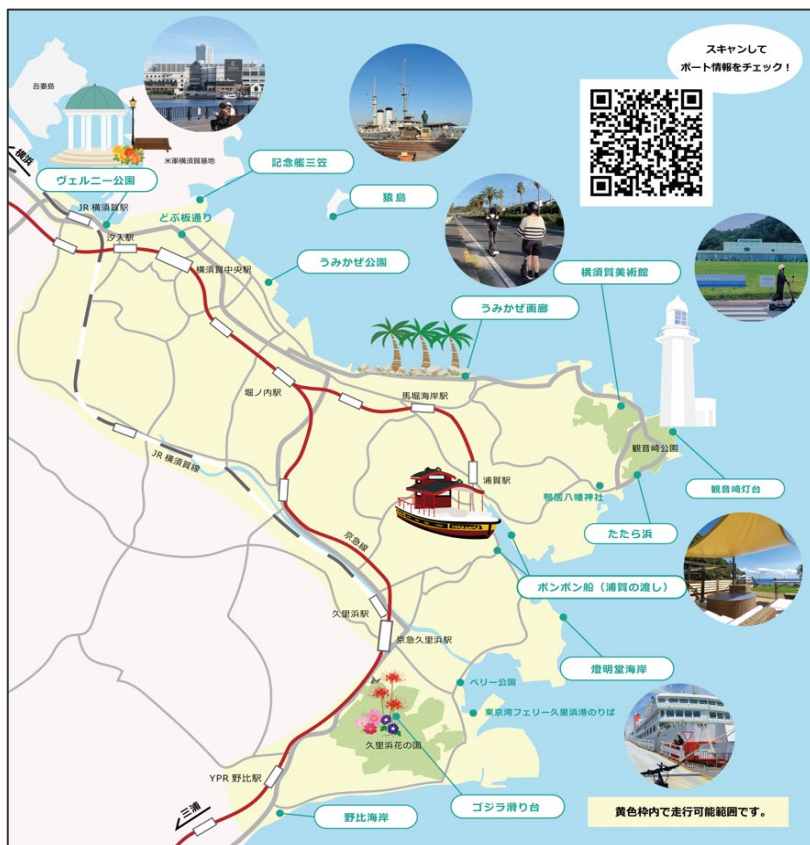 スキャンして
ポート情報をチェック！
吾妻島
米軍横須賀基地
横浜
ヴェルニー公園
記念艦三笠
猿島
JR 横須賀駅
どぶ板通り
汐入駅
横須賀中央駅
うみかぜ公園
横須賀美術館
うみかぜ画廊
堀ノ内駅
馬堀海岸駅
観音崎公園
JR 横須賀線
浦賀駅
鴨居八幡神社
観音崎灯台
たたら浜
京急線
ポンポン船（浦賀の渡し）
久里浜駅
京急久里浜駅
燈明堂海岸
ペリー公園
東京湾フェリー久里浜港のりば
久里浜花の国
YPR 野比駅
三浦
ゴジラ滑り台
野比海岸
黄色枠内で走行可能範囲です。